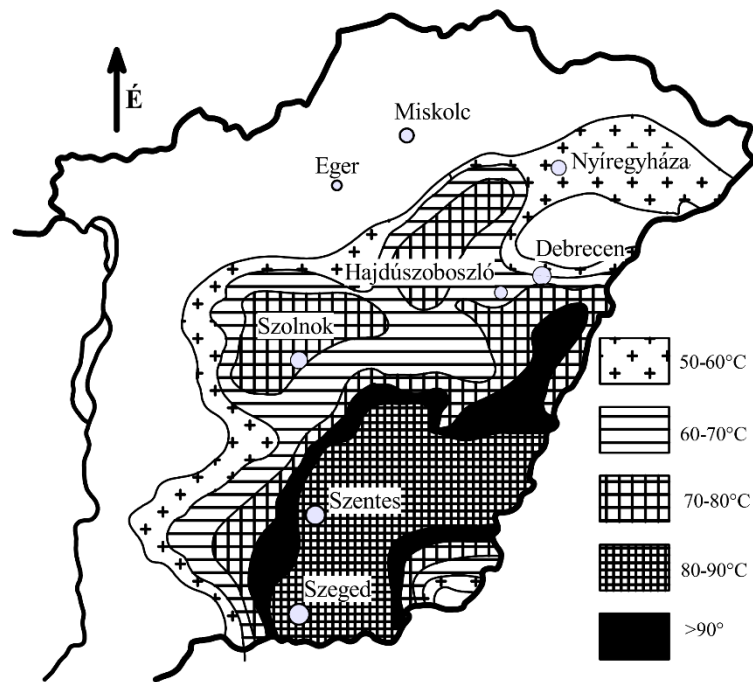 É
Miskolc
Eger
Nyíregyháza
Debrecen
Hajdúszoboszló
Szolnok
Szentes
Szeged
50-60°C
60-70°C
70-80°C
80-90°C
>90°